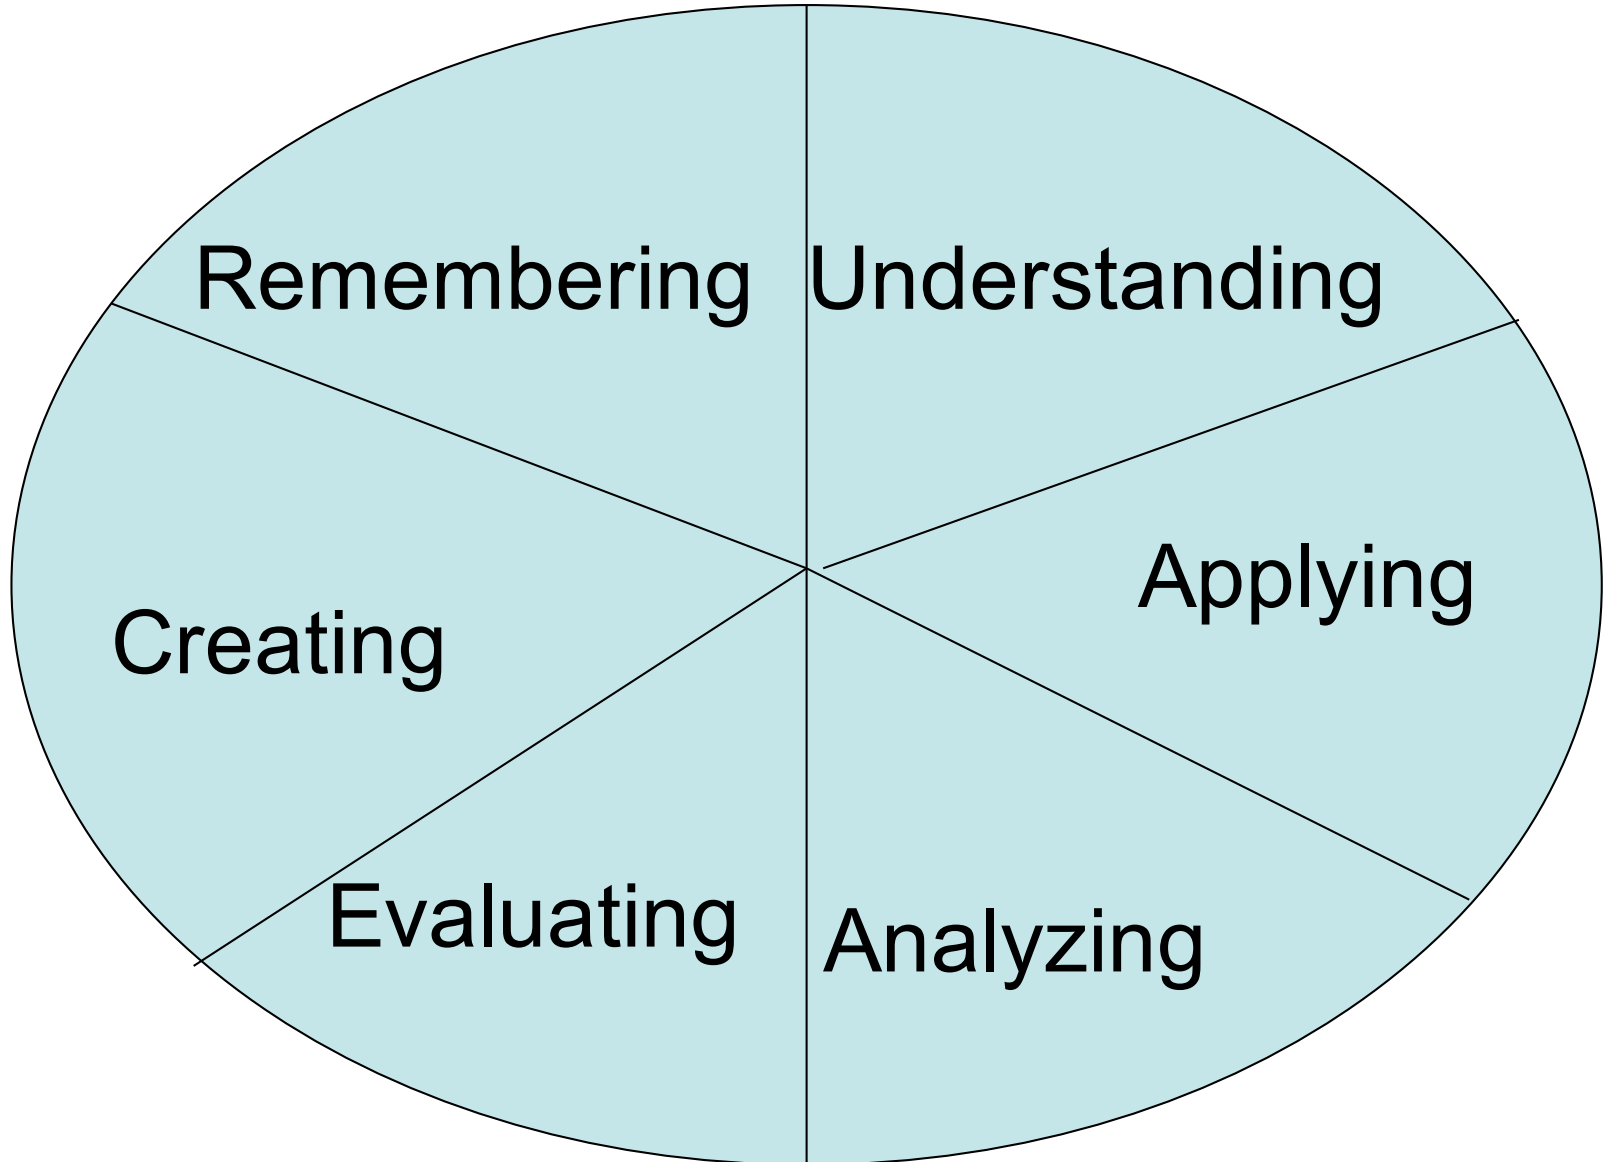 Remembering
Understanding
Applying
Creating
Evaluating
Analyzing